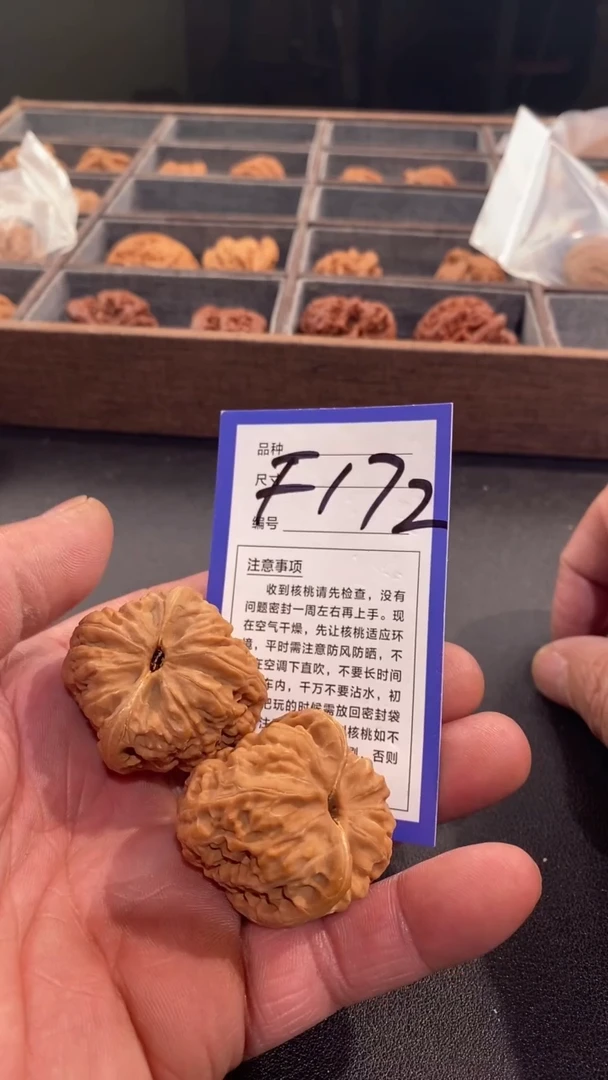 品种
尺寸
F172
编号
注意事项
收到核桃请先检查，没有
问题密封一周左右再上手。现
在空气干燥，先让核桃适应环
境，平时需注意防风防晒，不
在空调下直吹，不要长时间
车内，千万不要沾水，初
把玩的时候需放回密封袋
注 核桃如不
否则